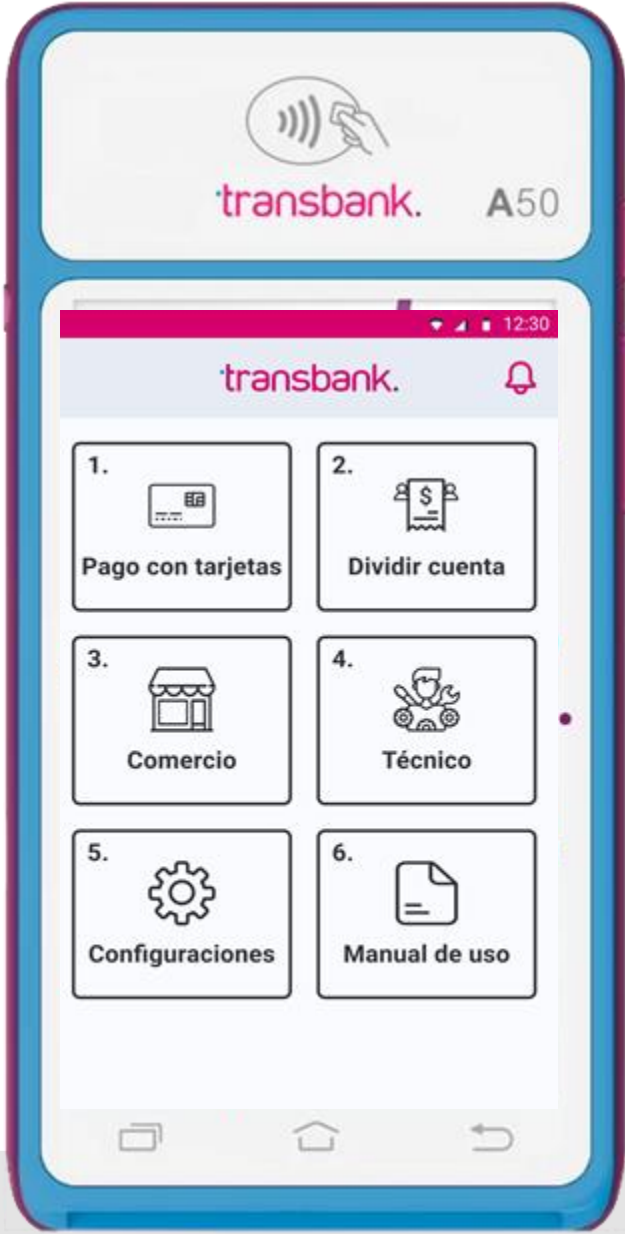 transbank.
A50
12:30
transbank.
1.
Pago con tarjetas
2.
$
Dividir cuenta
3.
Comercio
4.
Técnico
5.
Configuraciones
6.
Manual de uso